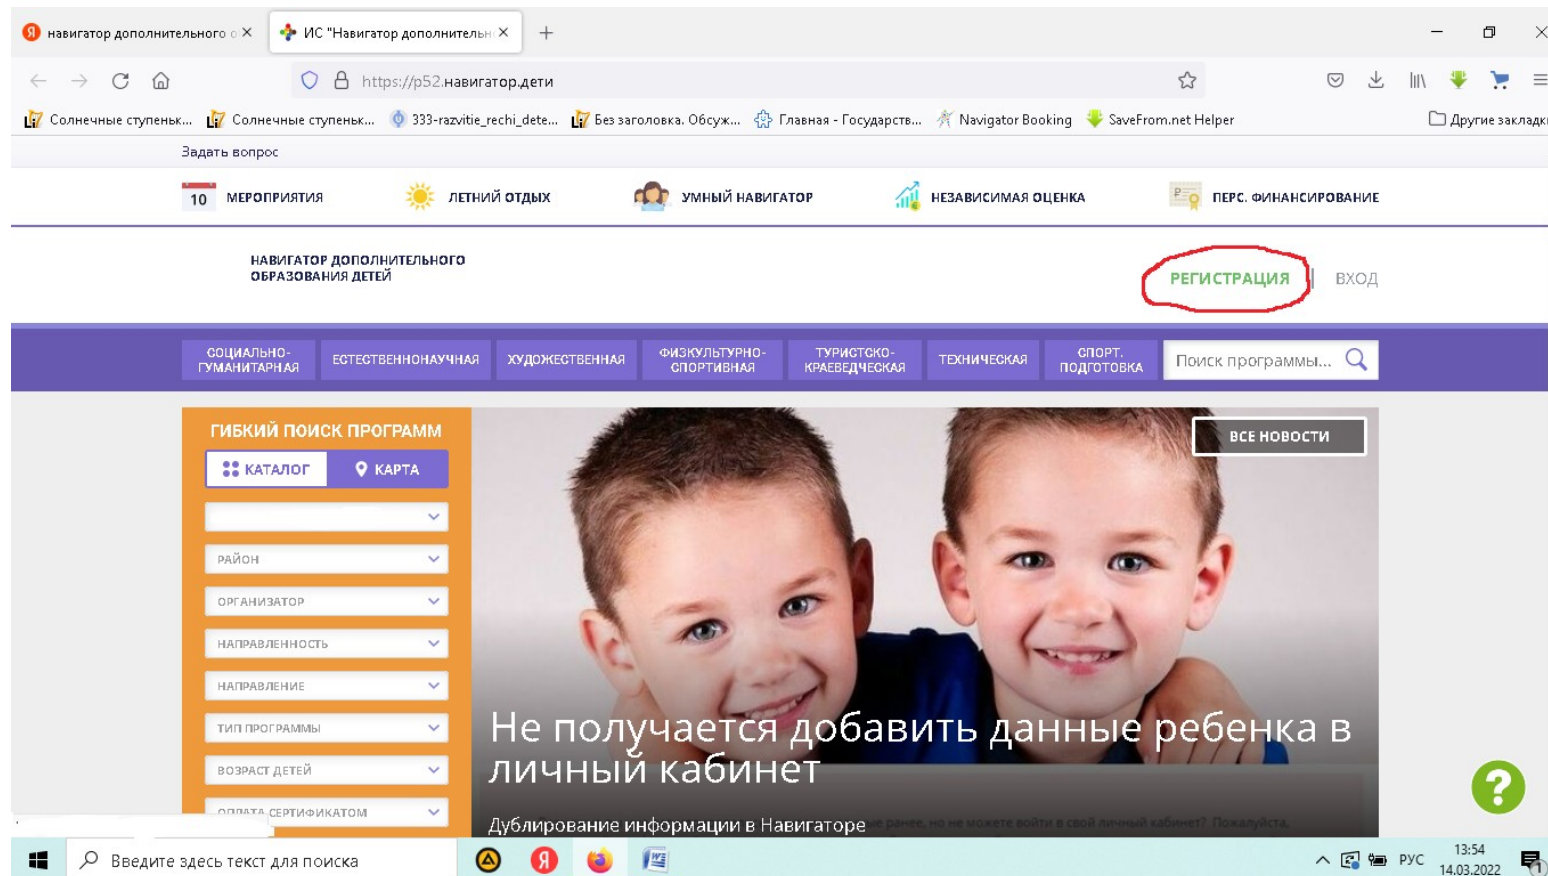 навигатор дополнительного о
ИС "Навигатор дополнительн
https://р52.навигатор.дети
Солнечные ступеньк...
Солнечные ступеньк...
333-razvitie_rechi_dete...
Без заголовка. Обсуж...
Главная - Государств...
Navigator Booking
SaveFrom.net Helper
Другие закладки
Задать вопрос
10 МЕРОПРИЯТИЯ
ЛЕТНИЙ ОТДЫХ
УМНЫЙ НАВИГАТОР
НЕЗАВИСИМАЯ ОЦЕНКА
ПЕРС. ФИНАНСИРОВАНИЕ
НАВИГАТОР ДОПОЛНИТЕЛЬНОГО
ОБРАЗОВАНИЯ ДЕТЕЙ
РЕГИСТРАЦИЯ | ВХОД
СОЦИАЛЬНО-
ГУМАНИТАРНАЯ
ЕСТЕСТВЕННОНАУЧНАЯ
ХУДОЖЕСТВЕННАЯ
ФИЗКУЛЬТУРНО-
СПОРТИВНАЯ
ТУРИСТСКО-
КРАЕВЕДЧЕСКАЯ
ТЕХНИЧЕСКАЯ
СПОРТ.
ПОДГОТОВКА
Поиск программы...
ГИБКИЙ ПОИСК ПРОГРАММ
КАТАЛОГ
КАРТА
РАЙОН
ОРГАНИЗАТОР
НАПРАВЛЕННОСТЬ
НАПРАВЛЕНИЕ
ТИП ПРОГРАММЫ
ВОЗРАСТ ДЕТЕЙ
ОПЛАТА СЕРТИФИКАТОМ
ВСЕ НОВОСТИ
Не получается добавить данные ребенка в
личный кабинет
Дублирование информации в Навигаторе
ранее, но не можете войти в свой личный кабинет? Пожалуйста,
?
Введите здесь текст для поиска
РУС
13:54
14.03.2022
1